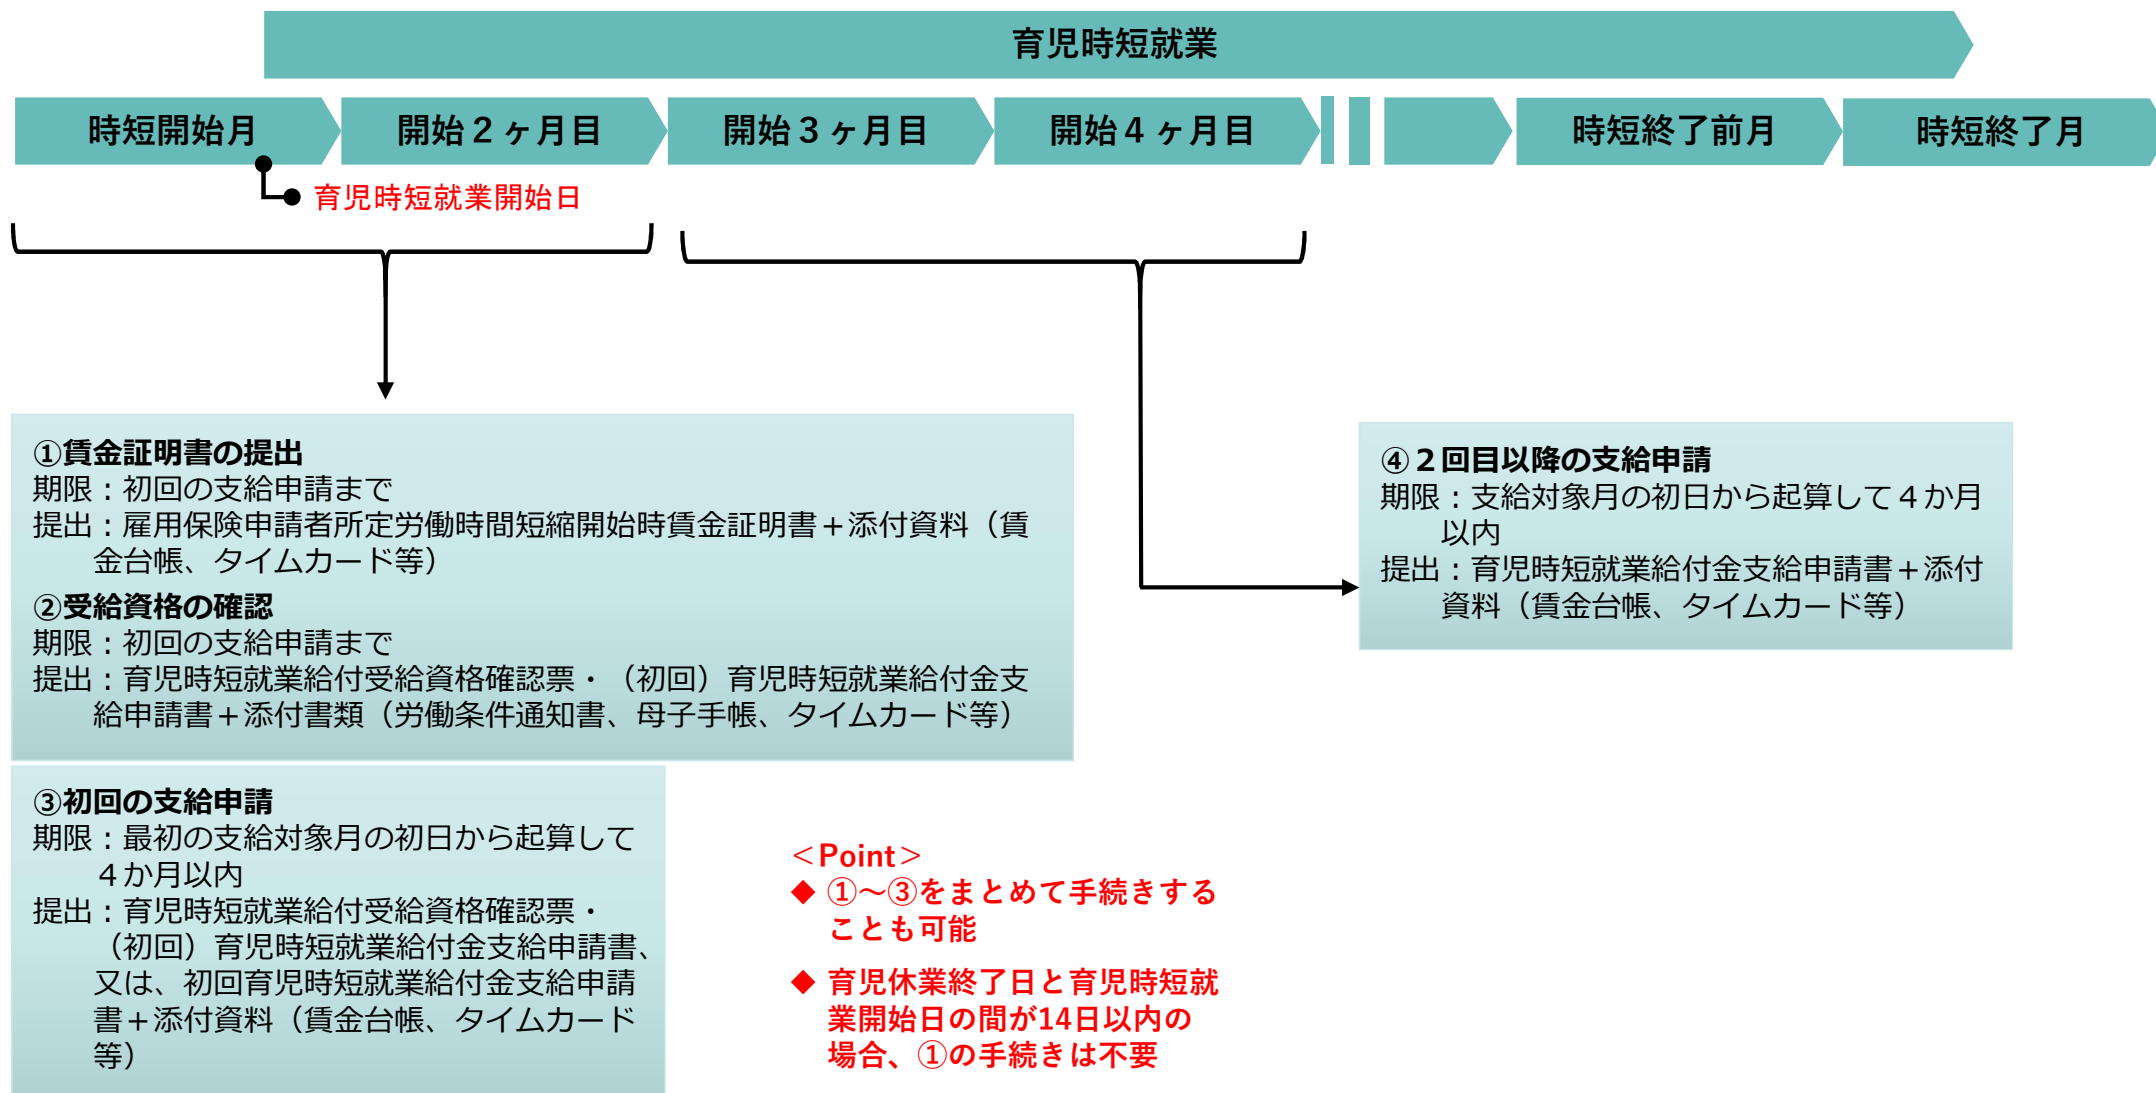 育児時短就業
時短開始月
開始２ヶ月目
開始３ヶ月目
開始４ヶ月目
時短終了前月
時短終了月
育児時短就業開始日
①賃金証明書の提出
期限：初回の支給申請まで
提出：雇用保険申請者所定労働時間短縮開始時賃金証明書＋添付資料（賃
金台帳、タイムカード等）
②受給資格の確認
期限：初回の支給申請まで
提出：育児時短就業給付受給資格確認票・（初回）育児時短就業給付金支
給申請書＋添付書類（労働条件通知書、母子手帳、タイムカード等）
③初回の支給申請
期限：最初の支給対象月の初日から起算して
４か月以内
提出：育児時短就業給付受給資格確認票・
（初回）育児時短就業給付金支給申請書、
又は、初回育児時短就業給付金支給申請
書＋添付資料（賃金台帳、タイムカード
等）
④２回目以降の支給申請
期限：支給対象月の初日から起算して４か月
以内
提出：育児時短就業給付金支給申請書＋添付
資料（賃金台帳、タイムカード等）
＜Point＞
◆ ①～③をまとめて手続きする
ことも可能
◆ 育児休業終了日と育児時短就
業開始日の間が14日以内の
場合、①の手続きは不要